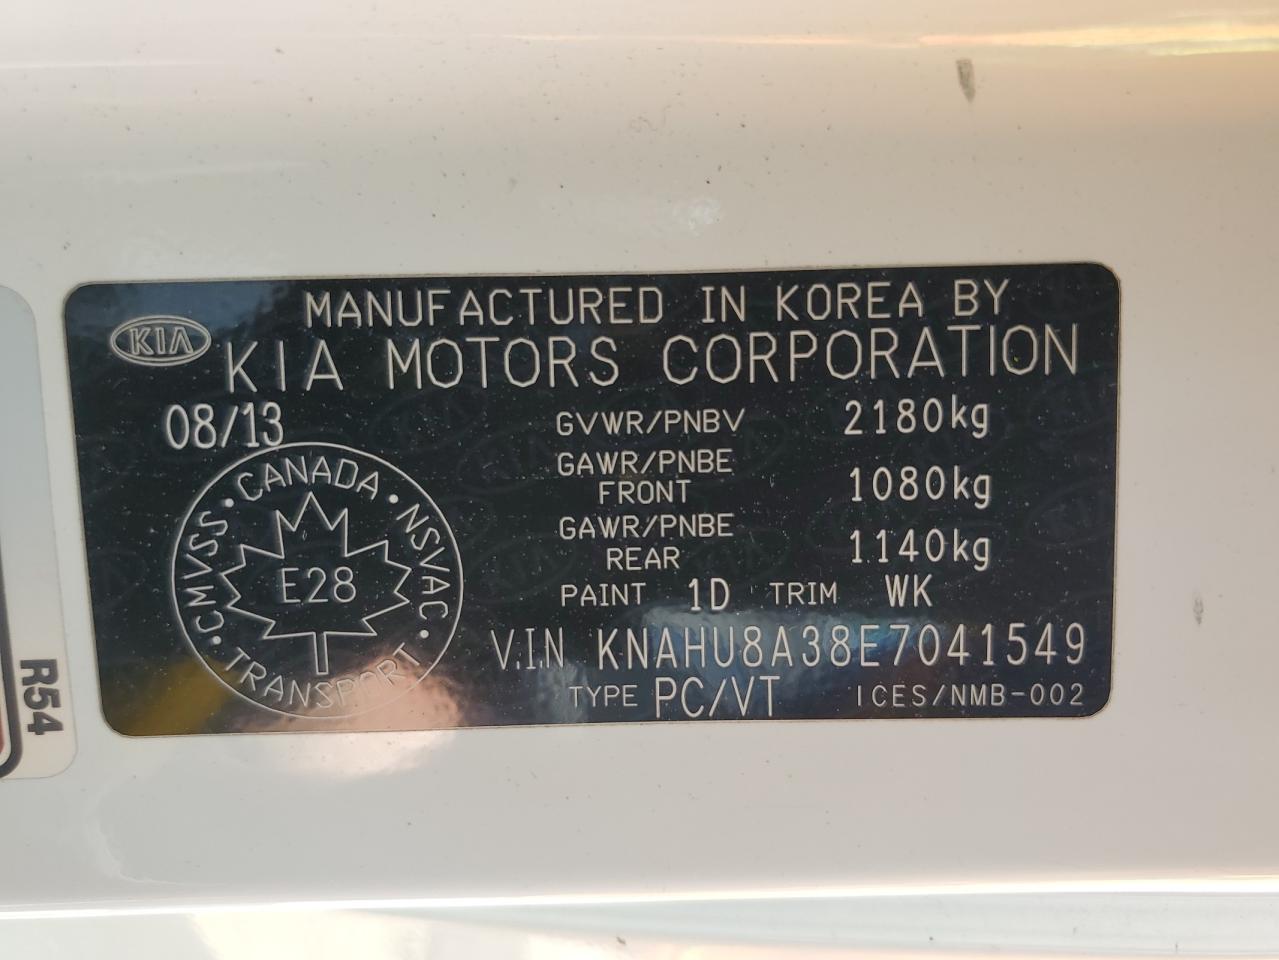 MANUFACTURED IN KOREA BY
KIA
KIA MOTORS CORPORATION
08/13
GVWR/PNBV 2180kg
GAWR/PNBE
FRONT 1080kg
GAWR/PNBE
REAR 1140kg
PAINT 1D TRIM WK
V.I.N KNAHU8A38E7041549
TYPE PC/VT ICES/NMB-002
CANADA · NSVAC · TRANSPORT · CMVSS ·
E28
R54